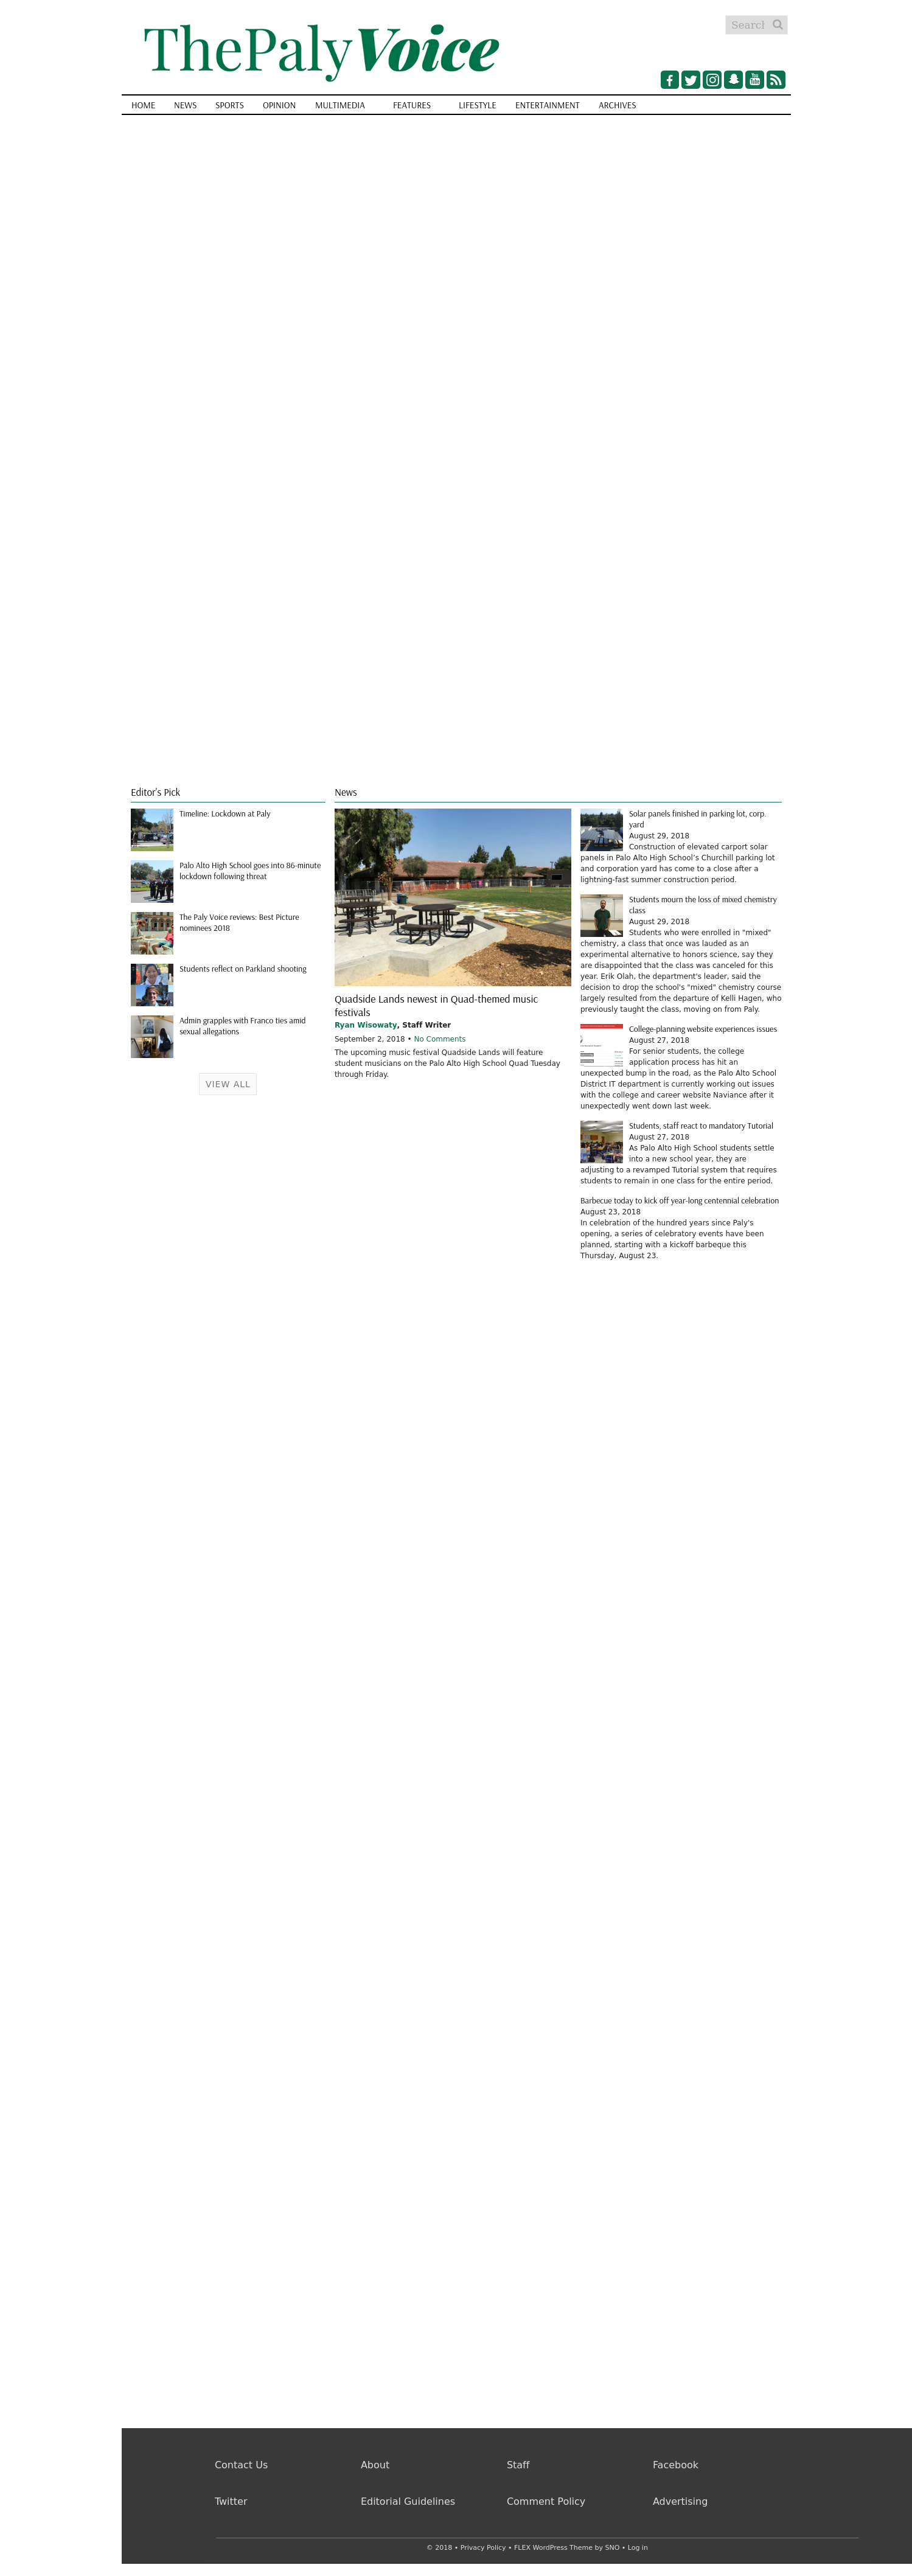 ThePalyVoice
Search
HOME NEWS SPORTS OPINION MULTIMEDIA FEATURES LIFESTYLE ENTERTAINMENT ARCHIVES
Editor's Pick
Timeline: Lockdown at Paly
Palo Alto High School goes into 86-minute
lockdown following threat
The Paly Voice reviews: Best Picture
nominees 2018
Students reflect on Parkland shooting
Admin grapples with Franco ties amid
sexual allegations
VIEW ALL
News
Quadside Lands newest in Quad-themed music
festivals
Ryan Wisowaty, Staff Writer
September 2, 2018 • No Comments
The upcoming music festival Quadside Lands will feature
student musicians on the Palo Alto High School Quad Tuesday
through Friday.
Solar panels finished in parking lot, corp.
yard
August 29, 2018
Construction of elevated carport solar
panels in Palo Alto High School’s Churchill parking lot
and corporation yard has come to a close after a
lightning-fast summer construction period.
Students mourn the loss of mixed chemistry
class
August 29, 2018
Students who were enrolled in "mixed"
chemistry, a class that once was lauded as an
experimental alternative to honors science, say they
are disappointed that the class was canceled for this
year. Erik Olah, the department's leader, said the
decision to drop the school's "mixed" chemistry course
largely resulted from the departure of Kelli Hagen, who
previously taught the class, moving on from Paly.
College-planning website experiences issues
August 27, 2018
For senior students, the college
application process has hit an
unexpected bump in the road, as the Palo Alto School
District IT department is currently working out issues
with the college and career website Naviance after it
unexpectedly went down last week.
Students, staff react to mandatory Tutorial
August 27, 2018
As Palo Alto High School students settle
into a new school year, they are
adjusting to a revamped Tutorial system that requires
students to remain in one class for the entire period.
Barbecue today to kick off year-long centennial celebration
August 23, 2018
In celebration of the hundred years since Paly's
opening, a series of celebratory events have been
planned, starting with a kickoff barbeque this
Thursday, August 23.
Contact Us About Staff Facebook
Twitter Editorial Guidelines Comment Policy Advertising
© 2018 • Privacy Policy • FLEX WordPress Theme by SNO • Log in